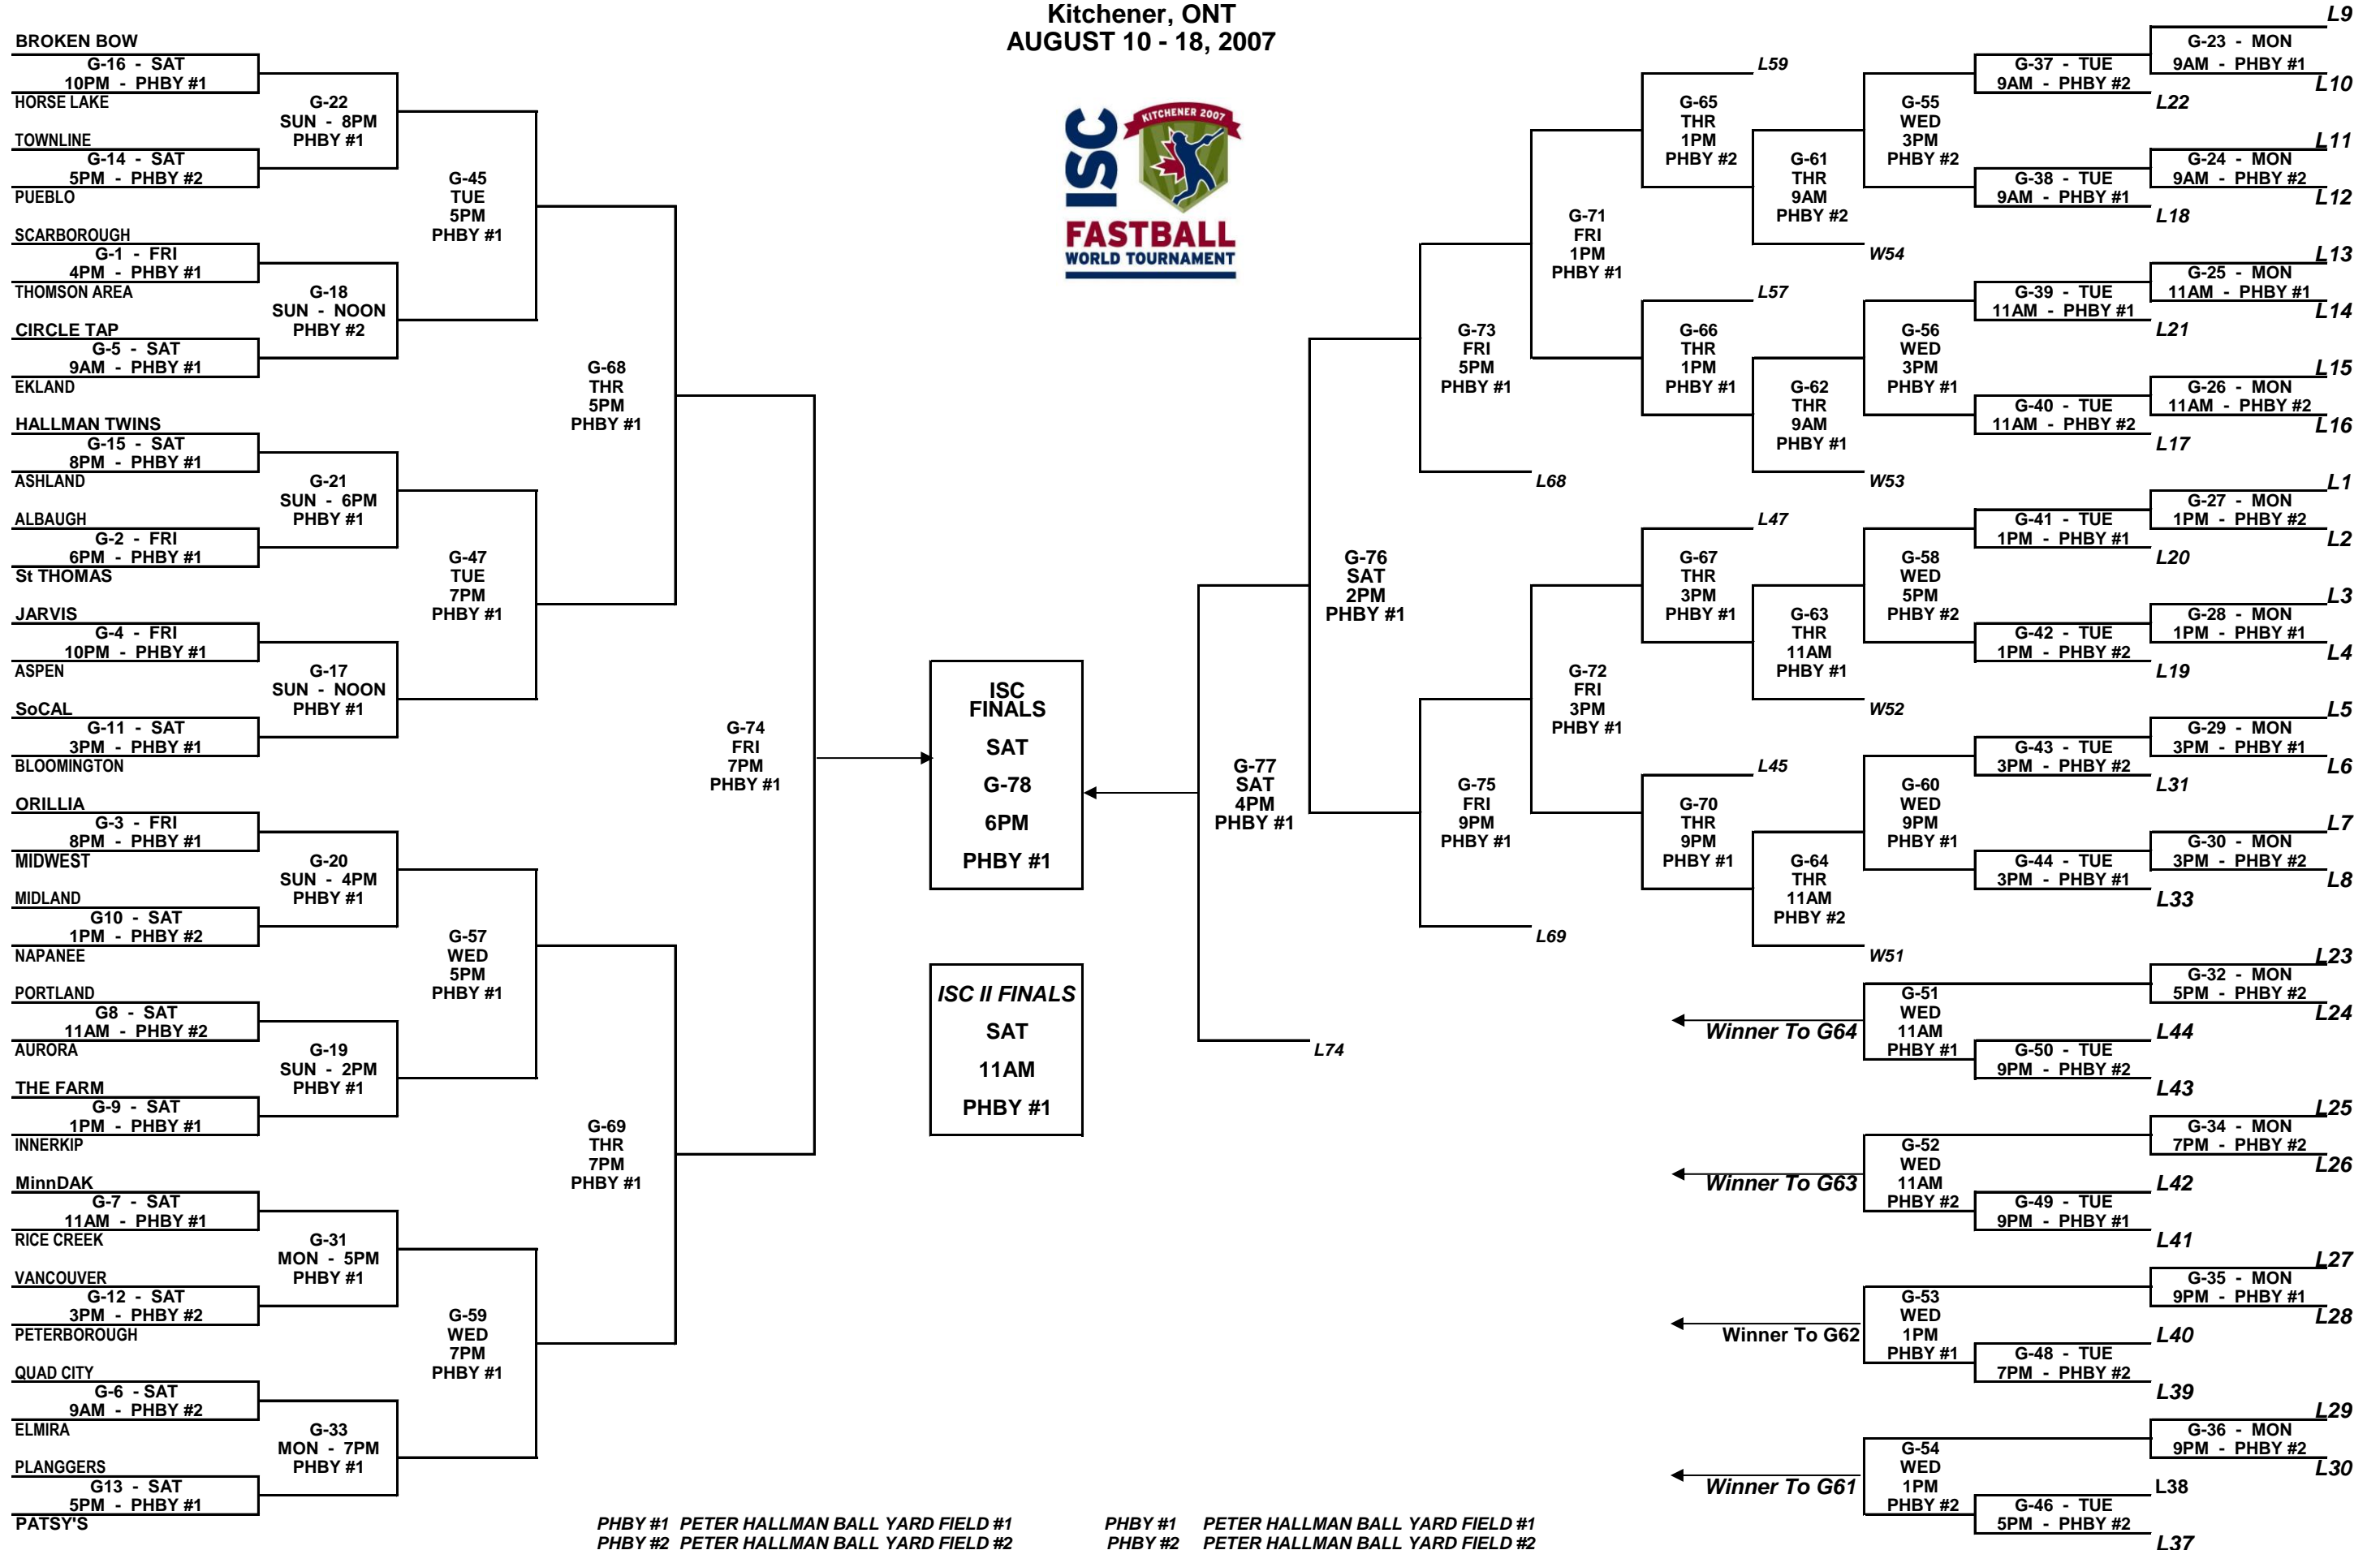 Kitchener, ONT
AUGUST 10 - 18, 2007
KITCHENER 2007
ISC
FASTBALL
WORLD TOURNAMENT
BROKEN BOW
G-16 - SAT
10PM - PHBY #1
HORSE LAKE
G-22
SUN - 8PM
PHBY #1
TOWNLINE
G-14 - SAT
5PM - PHBY #2
PUEBLO
G-45
TUE
5PM
PHBY #1
SCARBOROUGH
G-1 - FRI
4PM - PHBY #1
THOMSON AREA
G-18
SUN - NOON
PHBY #2
CIRCLE TAP
G-5 - SAT
9AM - PHBY #1
EKLAND
G-68
THR
5PM
PHBY #1
HALLMAN TWINS
G-15 - SAT
8PM - PHBY #1
ASHLAND
G-21
SUN - 6PM
PHBY #1
ALBAUGH
G-2 - FRI
6PM - PHBY #1
St THOMAS
G-47
TUE
7PM
PHBY #1
JARVIS
G-4 - FRI
10PM - PHBY #1
ASPEN
G-17
SUN - NOON
PHBY #1
SoCAL
G-11 - SAT
3PM - PHBY #1
BLOOMINGTON
G-74
FRI
7PM
PHBY #1
ORILLIA
G-3 - FRI
8PM - PHBY #1
MIDWEST
G-20
SUN - 4PM
PHBY #1
MIDLAND
G10 - SAT
1PM - PHBY #2
NAPANEE
G-57
WED
5PM
PHBY #1
PORTLAND
G8 - SAT
11AM - PHBY #2
AURORA
G-19
SUN - 2PM
PHBY #1
THE FARM
G-9 - SAT
1PM - PHBY #1
INNERKIP
G-69
THR
7PM
PHBY #1
MinnDAK
G-7 - SAT
11AM - PHBY #1
RICE CREEK
G-31
MON - 5PM
PHBY #1
VANCOUVER
G-12 - SAT
3PM - PHBY #2
PETERBOROUGH
G-59
WED
7PM
PHBY #1
QUAD CITY
G-6 - SAT
9AM - PHBY #2
ELMIRA
G-33
MON - 7PM
PHBY #1
PLANGGERS
G13 - SAT
5PM - PHBY #1
PATSY'S
ISC
FINALS
SAT
G-78
6PM
PHBY #1
ISC II FINALS
SAT
11AM
PHBY #1
G-77
SAT
4PM
PHBY #1
L74
G-76
SAT
2PM
PHBY #1
G-73
FRI
5PM
PHBY #1
L68
G-75
FRI
9PM
PHBY #1
L69
G-71
FRI
1PM
PHBY #1
G-72
FRI
3PM
PHBY #1
L59
G-65
THR
1PM
PHBY #2
L57
G-66
THR
1PM
PHBY #1
L47
G-67
THR
3PM
PHBY #1
L45
G-70
THR
9PM
PHBY #1
G-61
THR
9AM
PHBY #2
W54
G-62
THR
9AM
PHBY #1
W53
G-63
THR
11AM
PHBY #1
W52
G-64
THR
11AM
PHBY #2
W51
G-55
WED
3PM
PHBY #2
G-56
WED
3PM
PHBY #1
G-58
WED
5PM
PHBY #2
G-60
WED
9PM
PHBY #1
L9
G-23 - MON
9AM - PHBY #1
L10
G-37 - TUE
9AM - PHBY #2
L22
L11
G-24 - MON
9AM - PHBY #2
L12
G-38 - TUE
9AM - PHBY #1
L18
L13
G-25 - MON
11AM - PHBY #1
L14
G-39 - TUE
11AM - PHBY #1
L21
L15
G-26 - MON
11AM - PHBY #2
L16
G-40 - TUE
11AM - PHBY #2
L17
L1
G-27 - MON
1PM - PHBY #2
L2
G-41 - TUE
1PM - PHBY #1
L20
L3
G-28 - MON
1PM - PHBY #1
L4
G-42 - TUE
1PM - PHBY #2
L19
L5
G-29 - MON
3PM - PHBY #1
L6
G-43 - TUE
3PM - PHBY #2
L31
L7
G-30 - MON
3PM - PHBY #2
L8
G-44 - TUE
3PM - PHBY #1
L33
L23
G-32 - MON
5PM - PHBY #2
L24
G-51
WED
11AM
PHBY #1
Winner To G64
L44
G-50 - TUE
9PM - PHBY #2
L43
L25
G-34 - MON
7PM - PHBY #2
L26
G-52
WED
11AM
PHBY #2
Winner To G63
L42
G-49 - TUE
9PM - PHBY #1
L41
L27
G-35 - MON
9PM - PHBY #1
L28
G-53
WED
1PM
PHBY #1
Winner To G62
L40
G-48 - TUE
7PM - PHBY #2
L39
L29
G-36 - MON
9PM - PHBY #2
L30
G-54
WED
1PM
PHBY #2
Winner To G61
L38
G-46 - TUE
5PM - PHBY #2
L37
PHBY #1 PETER HALLMAN BALL YARD FIELD #1
PHBY #2 PETER HALLMAN BALL YARD FIELD #2
PHBY #1 PETER HALLMAN BALL YARD FIELD #1
PHBY #2 PETER HALLMAN BALL YARD FIELD #2